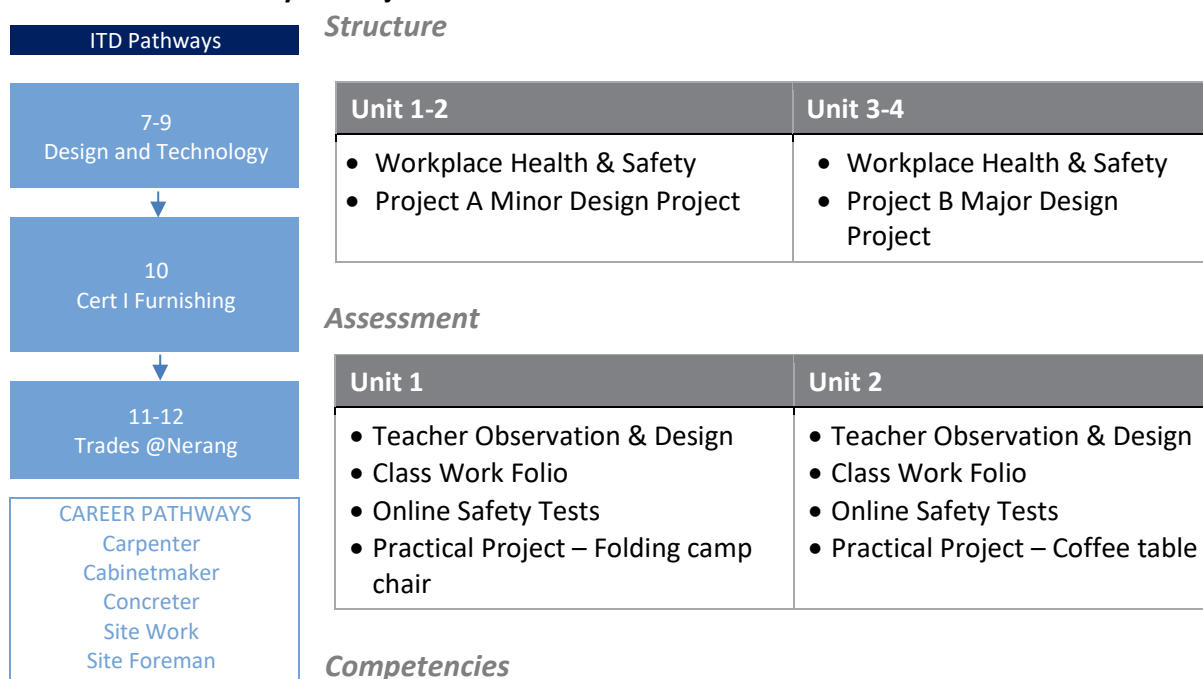 ITD Pathways
7-9
Design and Technology
10
Cert I Furnishing
11-12
Trades @Nerang
CAREER PATHWAYS
Carpenter
Cabinetmaker
Concreter
Site Work
Site Foreman
Structure
Unit 1-2
Unit 3-4
• Workplace Health & Safety
• Project A Minor Design Project
• Workplace Health & Safety
• Project B Major Design
Project
Assessment
Unit 1
Unit 2
• Teacher Observation & Design
• Class Work Folio
• Online Safety Tests
• Practical Project – Folding camp
chair
• Teacher Observation & Design
• Class Work Folio
• Online Safety Tests
• Practical Project – Coffee table
Competencies